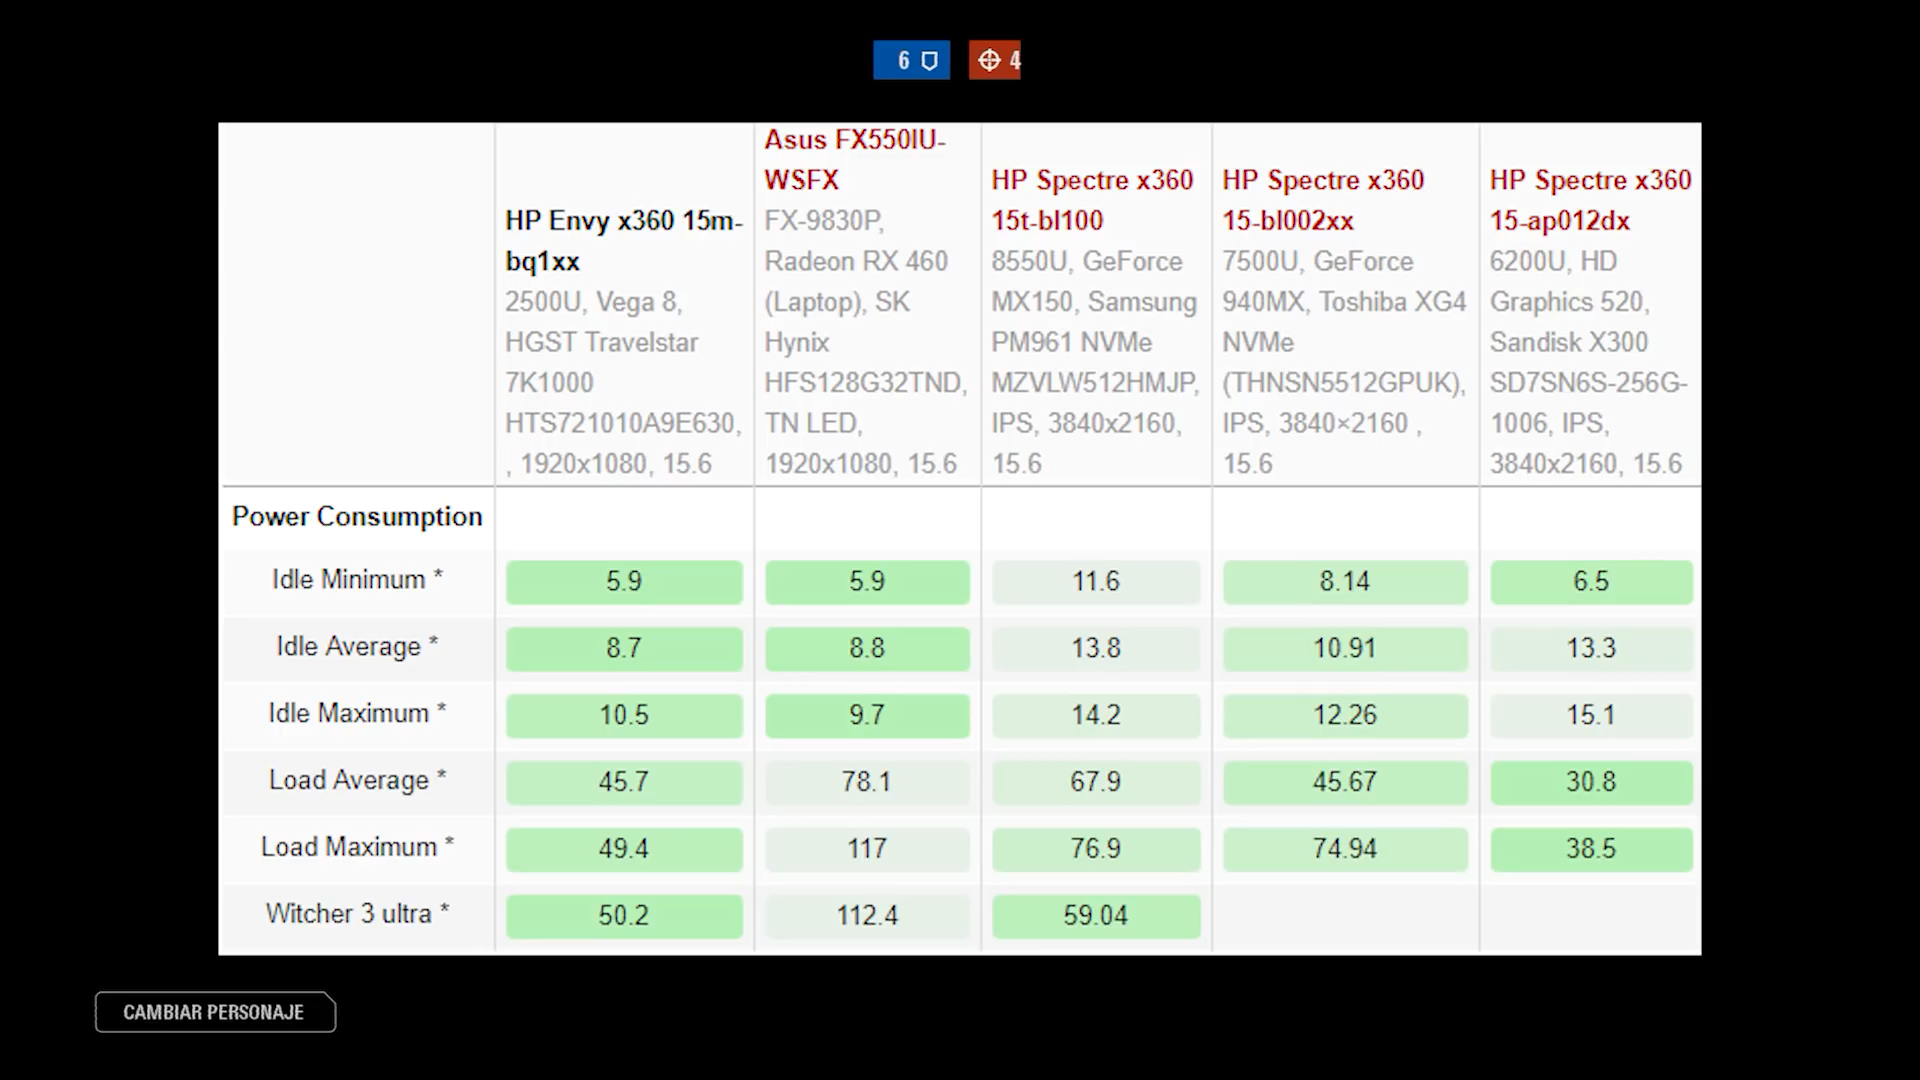 6
4
HP Envy x360 15m-
bq1xx
2500U, Vega 8,
HGST Travelstar
7K1000
HTS721010A9E630,
, 1920x1080, 15.6
Asus FX550IU-
WSFX
FX-9830P,
Radeon RX 460
(Laptop), SK
Hynix
HFS128G32TND,
TN LED,
1920x1080, 15.6
HP Spectre x360
15t-bl100
8550U, GeForce
MX150, Samsung
PM961 NVMe
MZVLW512HMJP,
IPS, 3840x2160,
15.6
HP Spectre x360
15-bl002xx
7500U, GeForce
940MX, Toshiba XG4
NVMe
(THNSN5512GPUK),
IPS, 3840×2160 ,
15.6
HP Spectre x360
15-ap012dx
6200U, HD
Graphics 520,
Sandisk X300
SD7SN6S-256G-
1006, IPS,
3840x2160, 15.6
Power Consumption
Idle Minimum * 5.9 5.9 11.6 8.14 6.5
Idle Average * 8.7 8.8 13.8 10.91 13.3
Idle Maximum * 10.5 9.7 14.2 12.26 15.1
Load Average * 45.7 78.1 67.9 45.67 30.8
Load Maximum * 49.4 117 76.9 74.94 38.5
Witcher 3 ultra * 50.2 112.4 59.04
CAMBIAR PERSONAJE